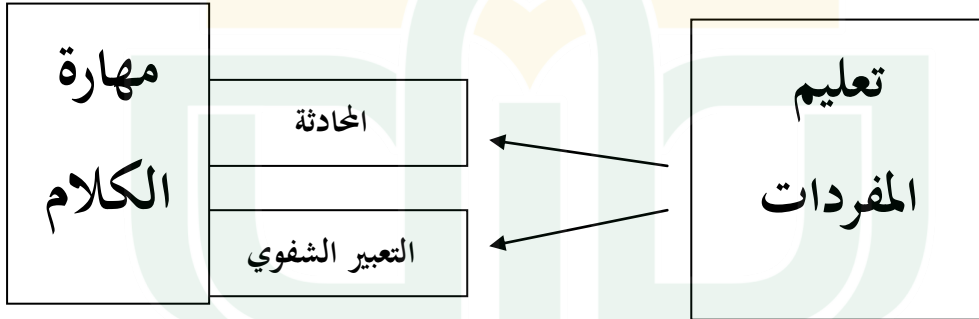 تعليم
المفردات
المحادثة
التعبير الشفوي
مهارة
الكلام